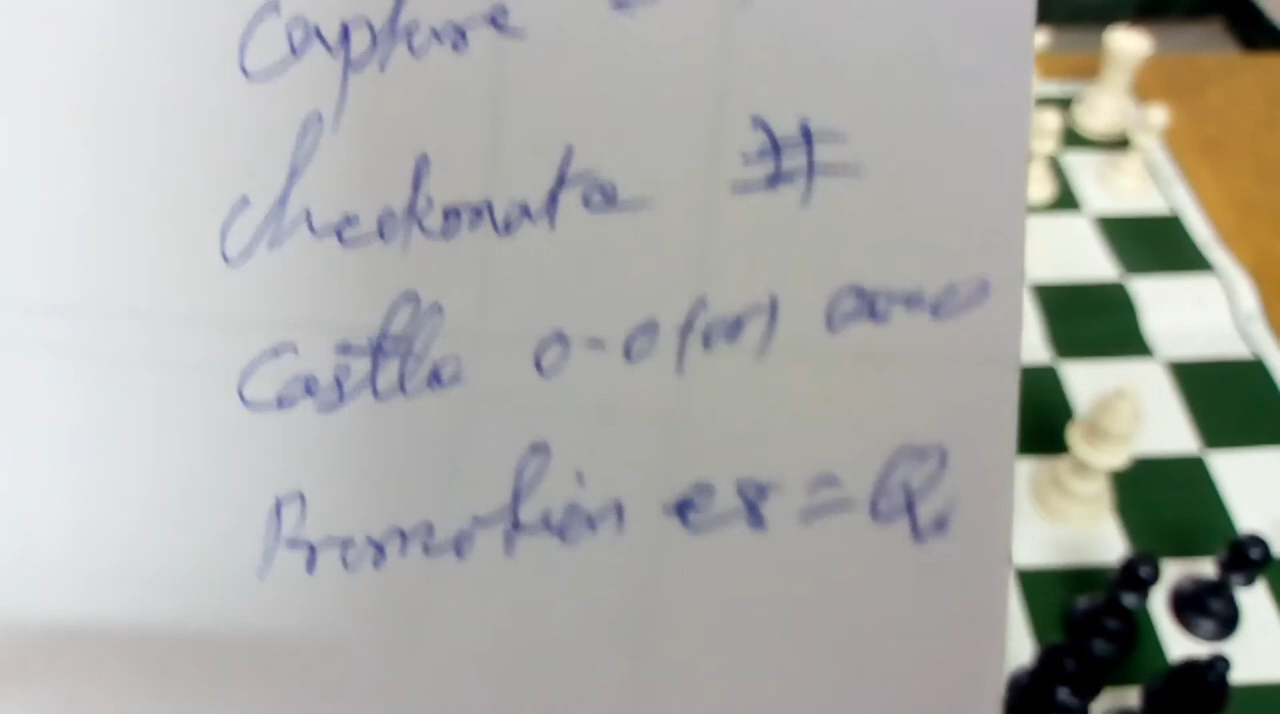 Capture
Checkmate #
Castle 0-0 (or)
Promotion e8=Q.